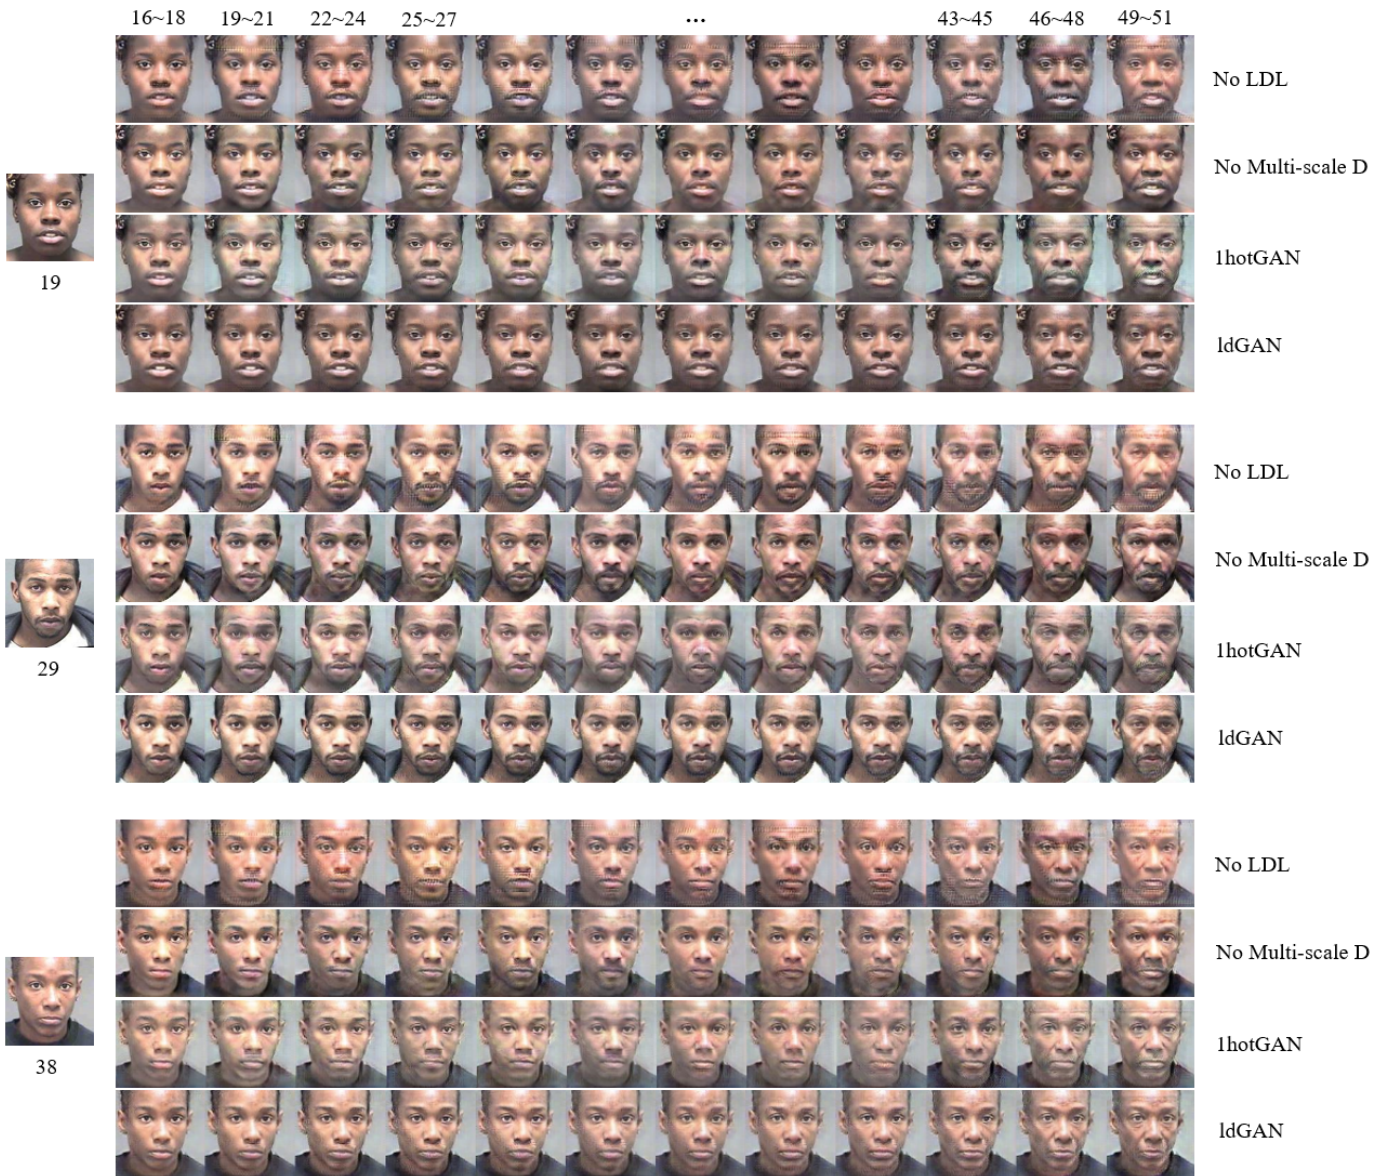 16~18 19~21 22~24 25~27 ... 43~45 46~48 49~51
No LDL
No Multi-scale D
19
1hotGAN
ldGAN
No LDL
No Multi-scale D
29
1hotGAN
ldGAN
No LDL
No Multi-scale D
38
1hotGAN
ldGAN